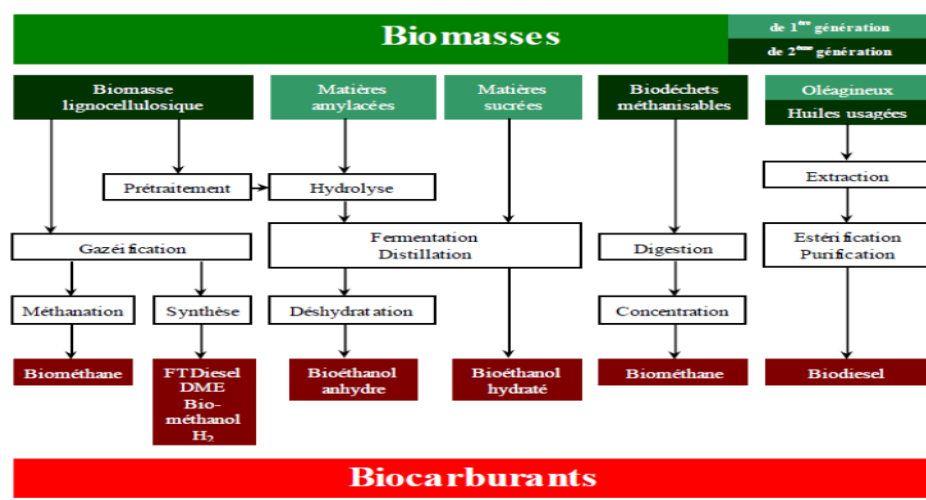 Biomasses
de 1ère génération
de 2ème génération
Biomasse
lignocellulosique
Matières
amylacées
Matières
sucrées
Biodéchets
méthanisables
Oléagineux
Huiles usagées
Prétraitement
Hydrolyse
Extraction
Gazéification
Fermentation
Distillation
Digestion
Estérification
Purification
Méthanation
Synthèse
Déshydratation
Concentration
Biométhane
FTDiesel
DME
Bio-
méthanol
H₂
Bioéthanol
anhydre
Bioéthanol
hydraté
Biométhane
Biodiesel
Biocarburants